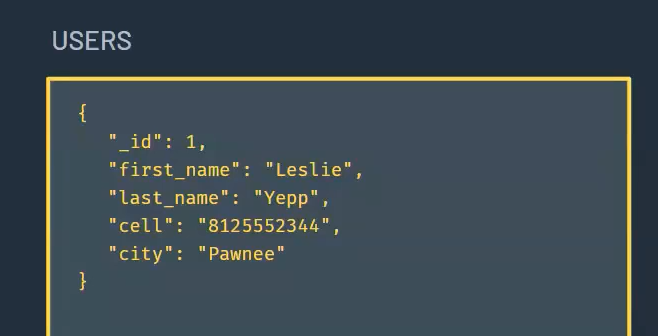 USERS
{
"_id": 1,
"first_name": "Leslie",
"last_name": "Yepp",
"cell": "8125552344",
"city": "Pawnee"
}